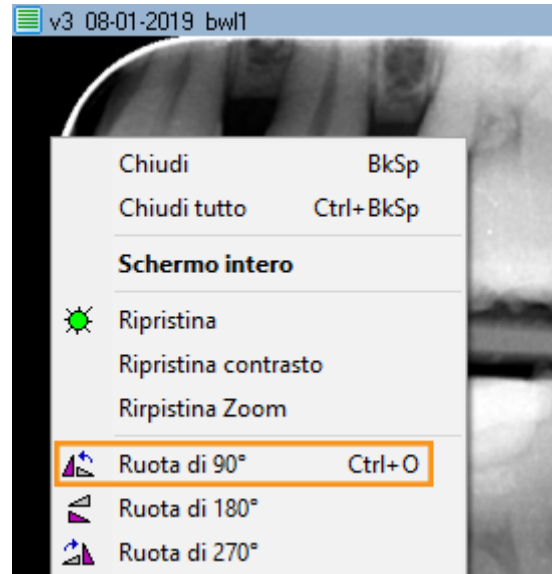 v3 08-01-2019 bwl1
Chiudi BkSp
Chiudi tutto Ctrl+BkSp
Schermo intero
Ripristina
Ripristina contrasto
Rirpistina Zoom
Ruota di 90° Ctrl+O
Ruota di 180°
Ruota di 270°